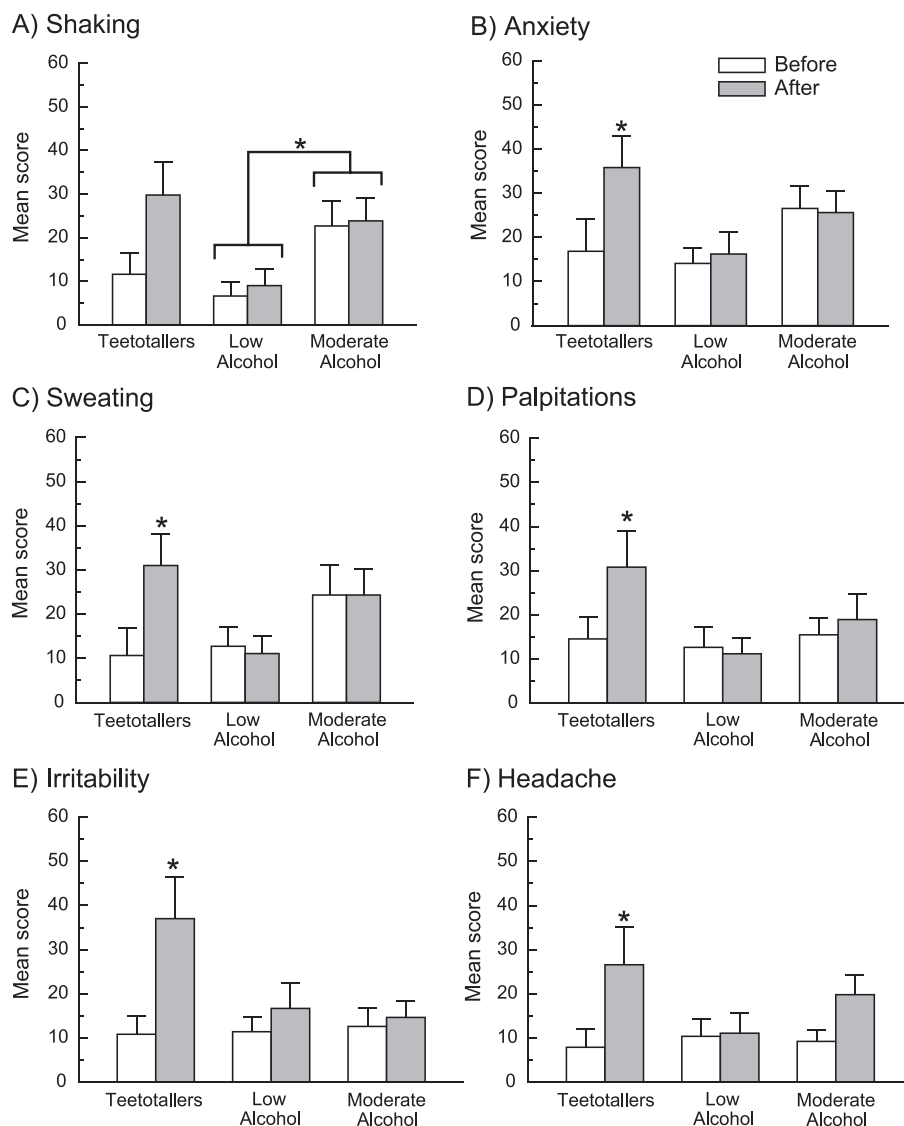 A) Shaking
60
50
40
30
20
10
0
Mean score
*
Teetotallers
Low
Alcohol
Moderate
Alcohol
B) Anxiety
Before
After
60
50
40
30
20
10
0
Mean score
*
Teetotallers
Low
Alcohol
Moderate
Alcohol
C) Sweating
60
50
40
30
20
10
0
Mean score
*
Teetotallers
Low
Alcohol
Moderate
Alcohol
D) Palpitations
60
50
40
30
20
10
0
Mean score
*
Teetotallers
Low
Alcohol
Moderate
Alcohol
E) Irritability
60
50
40
30
20
10
0
Mean score
*
Teetotallers
Low
Alcohol
Moderate
Alcohol
F) Headache
60
50
40
30
20
10
0
Mean score
*
Teetotallers
Low
Alcohol
Moderate
Alcohol